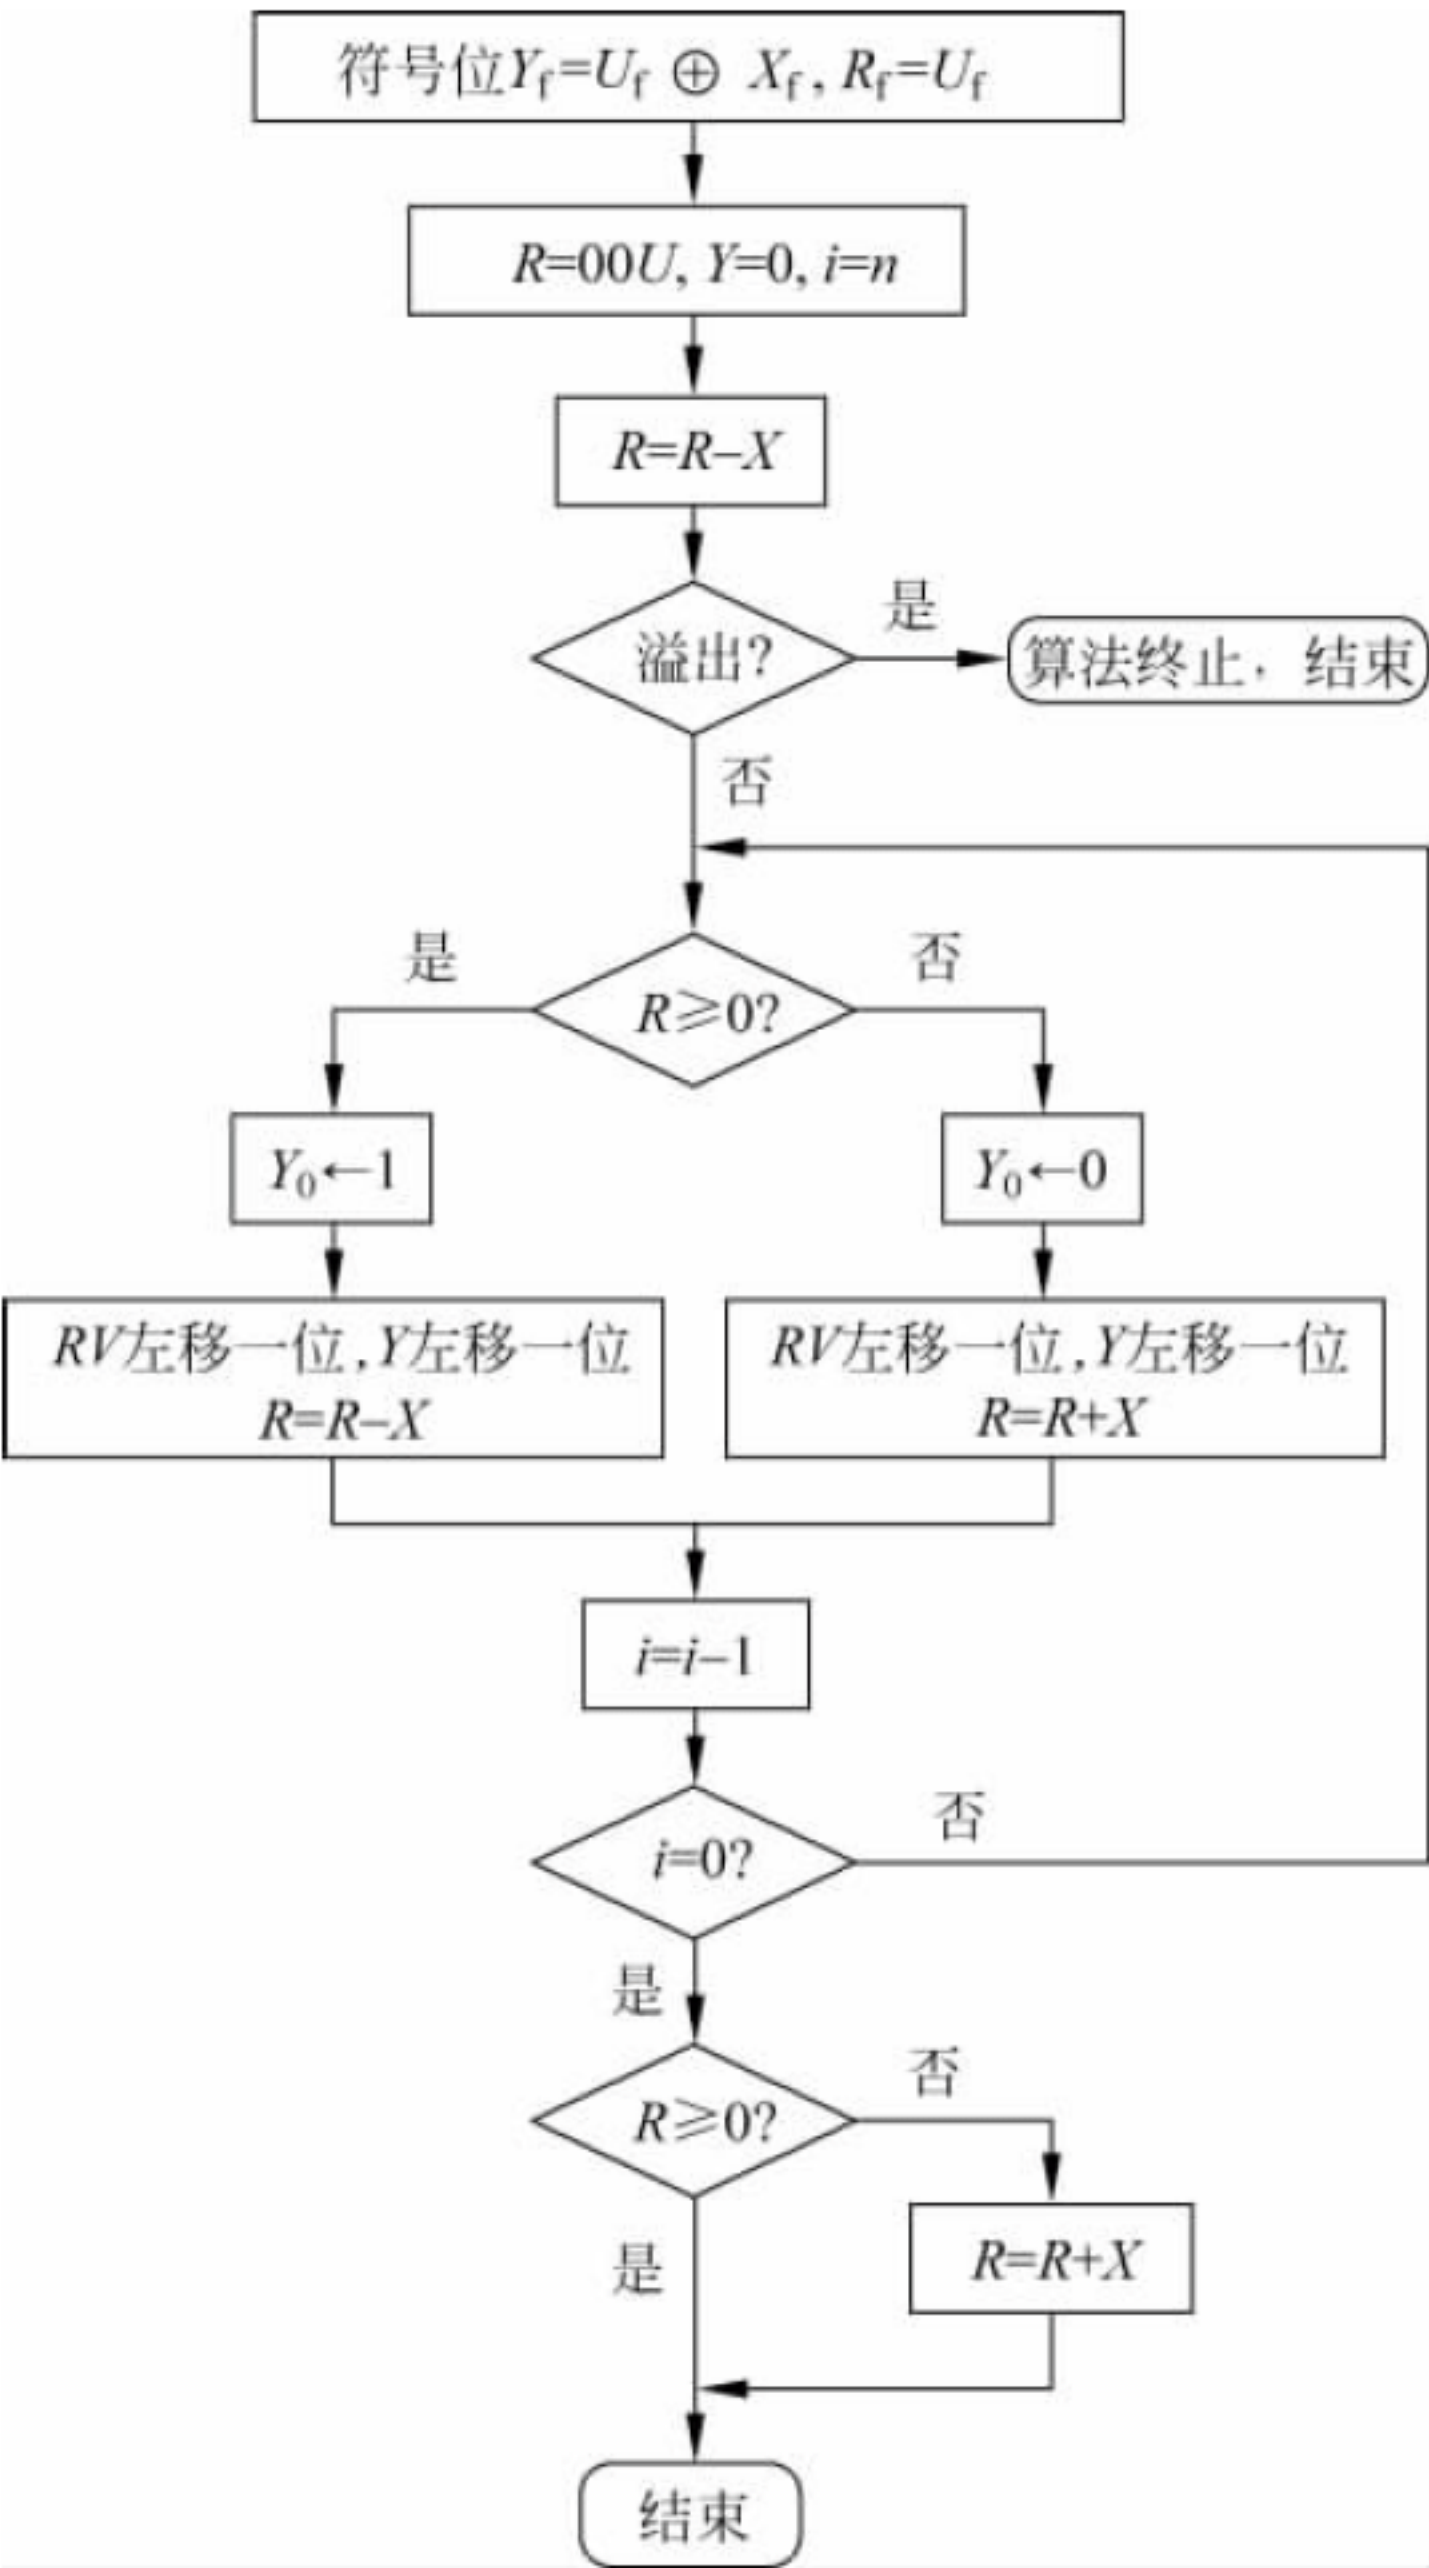 符号位Yf=Uf ⊕ Xf, Rf=Uf
R=00U, Y=0, i=n
R=R–X
溢出?
是
算法终止，结束
否
R≥0?
是
否
Y0←1
Y0←0
RV左移一位,Y左移一位
R=R–X
RV左移一位,Y左移一位
R=R+X
i=i–1
i=0?
否
是
R≥0?
否
R=R+X
是
结束